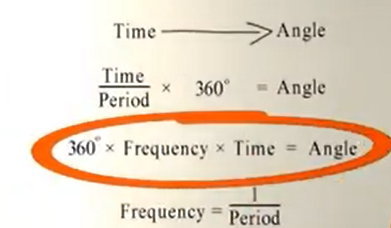 Time ⟶ Angle
Time/Period × 360° = Angle
360° × Frequency × Time = Angle
Frequency = 1/Period